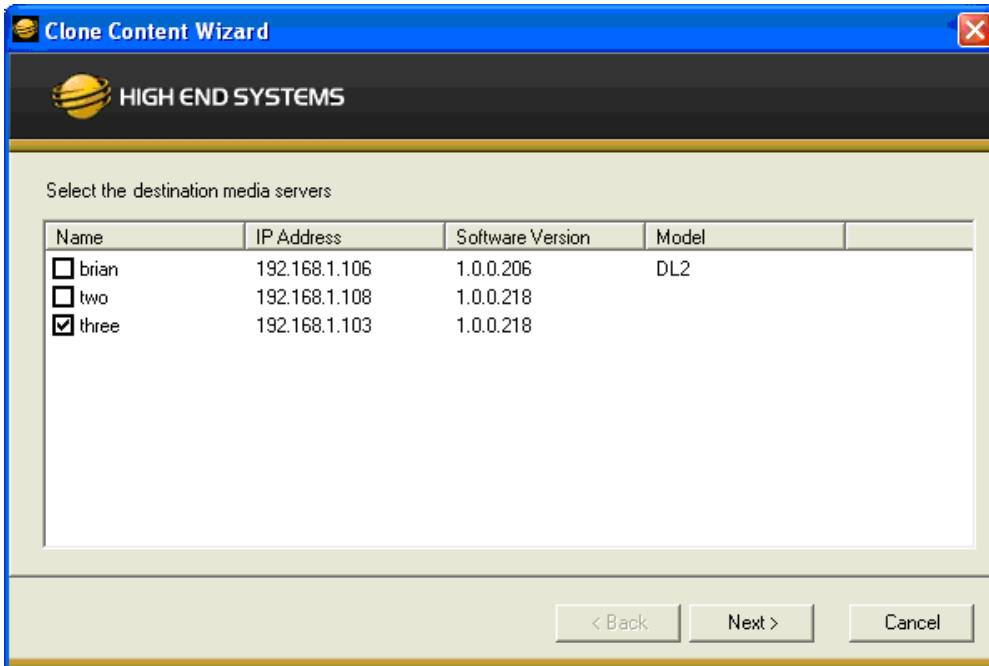 Clone Content Wizard
HIGH END SYSTEMS
Select the destination media servers
Name IP Address Software Version Model
brian 192.168.1.106 1.0.0.206 DL2
two 192.168.1.108 1.0.0.218
three 192.168.1.103 1.0.0.218
< Back Next > Cancel